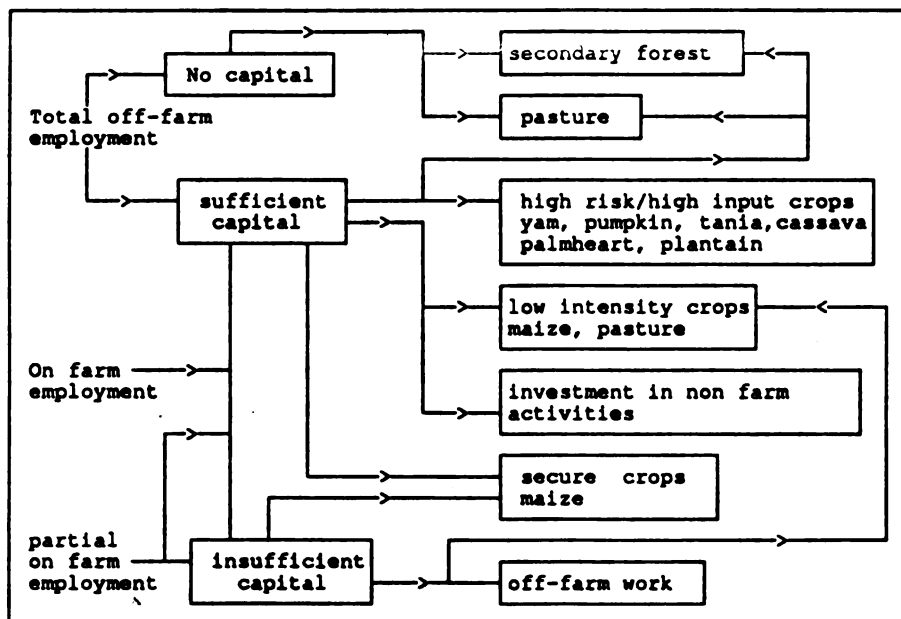 secondary forest
No capital
pasture
Total off-farm
employment
sufficient
capital
high risk/high input crops
yam, pumpkin, tania,cassava
palmheart, plantain
low intensity crops
maize, pasture
On farm
employment
investment in non farm
activities
secure crops
maize
partial
on farm
employment
insufficient
capital
off-farm work